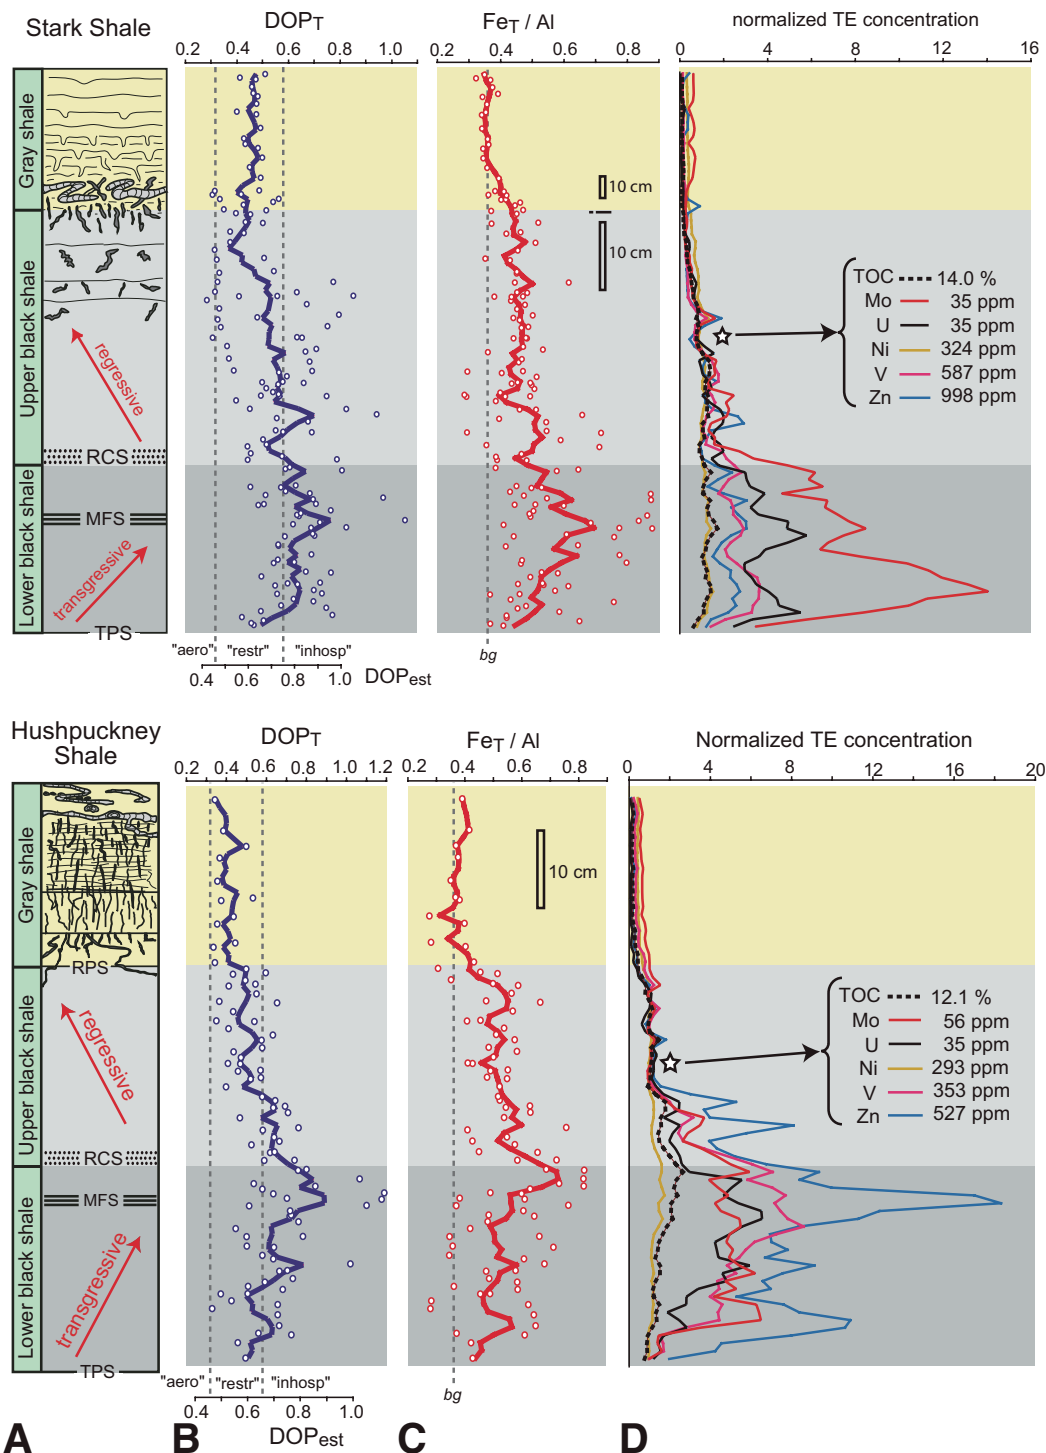 Stark Shale
DOPT
FeT / Al
normalized TE concentration
0.2 0.4 0.6 0.8 1.0
0.2 0.4 0.6 0.8
0 4 8 12 16
Gray shale
Upper black shale
Lower black shale
10 cm
10 cm
regressive
RCS
MFS
transgressive
TPS
TOC 14.0 %
Mo 35 ppm
U 35 ppm
Ni 324 ppm
V 587 ppm
Zn 998 ppm
"aero" "restr" "inhosp"
0.4 0.6 0.8 1.0 DOPest
bg
Hushpuckney
Shale
DOPT
FeT / Al
Normalized TE concentration
0.2 0.4 0.6 0.8 1.0 1.2
0.2 0.4 0.6 0.8
0 4 8 12 16 20
Gray shale
Upper black shale
Lower black shale
10 cm
RPS
regressive
RCS
MFS
transgressive
TPS
TOC 12.1 %
Mo 56 ppm
U 35 ppm
Ni 293 ppm
V 353 ppm
Zn 527 ppm
"aero" "restr" "inhosp"
0.4 0.6 0.8 1.0
DOPest
bg
A B C D